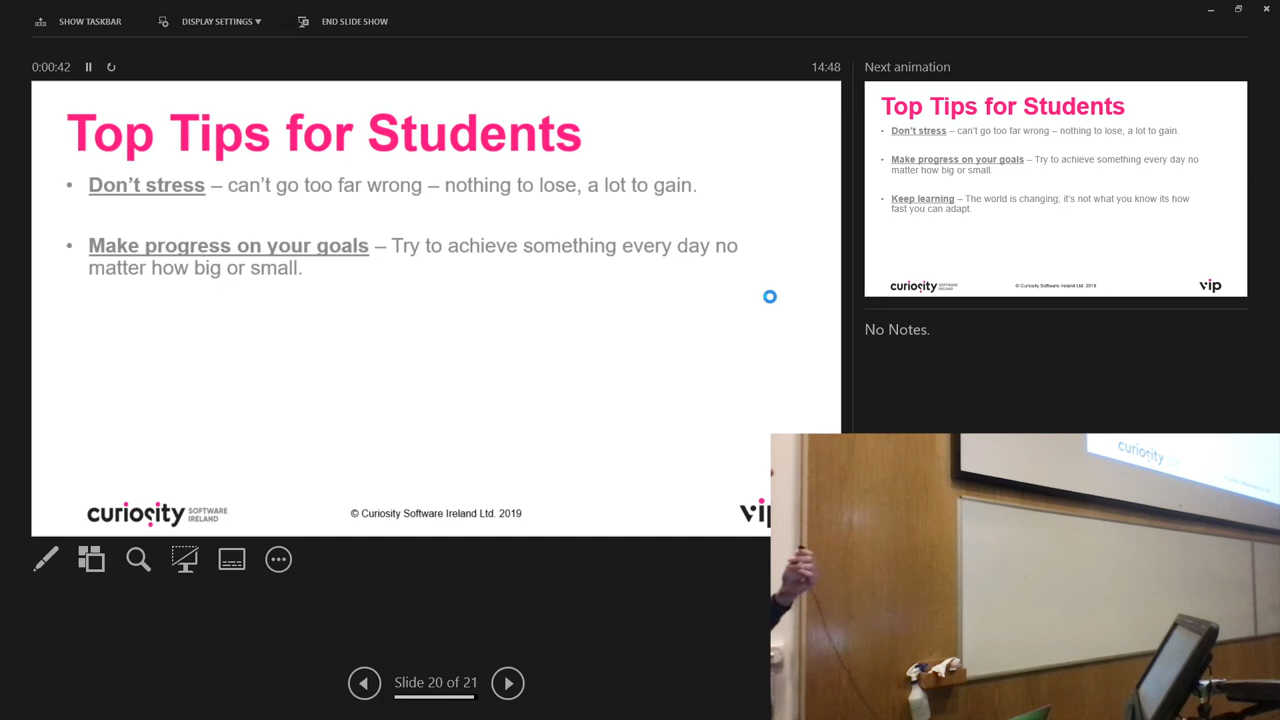 SHOW TASKBAR
DISPLAY SETTINGS ▼
END SLIDE SHOW
0:00:42
14:48
Next animation
Top Tips for Students
• Don't stress – can't go too far wrong – nothing to lose, a lot to gain.
• Make progress on your goals – Try to achieve something every day no
matter how big or small.
curiosity SOFTWARE
IRELAND
© Curiosity Software Ireland Ltd. 2019
vip
Top Tips for Students
• Don't stress – can't go too far wrong – nothing to lose, a lot to gain.
• Make progress on your goals – Try to achieve something every day no
matter how big or small.
• Keep learning – The world is changing; it's not what you know its how
fast you can adapt.
curiosity SOFTWARE
IRELAND
© Curiosity Software Ireland Ltd. 2019
vip
No Notes.
Slide 20 of 21
curiosity